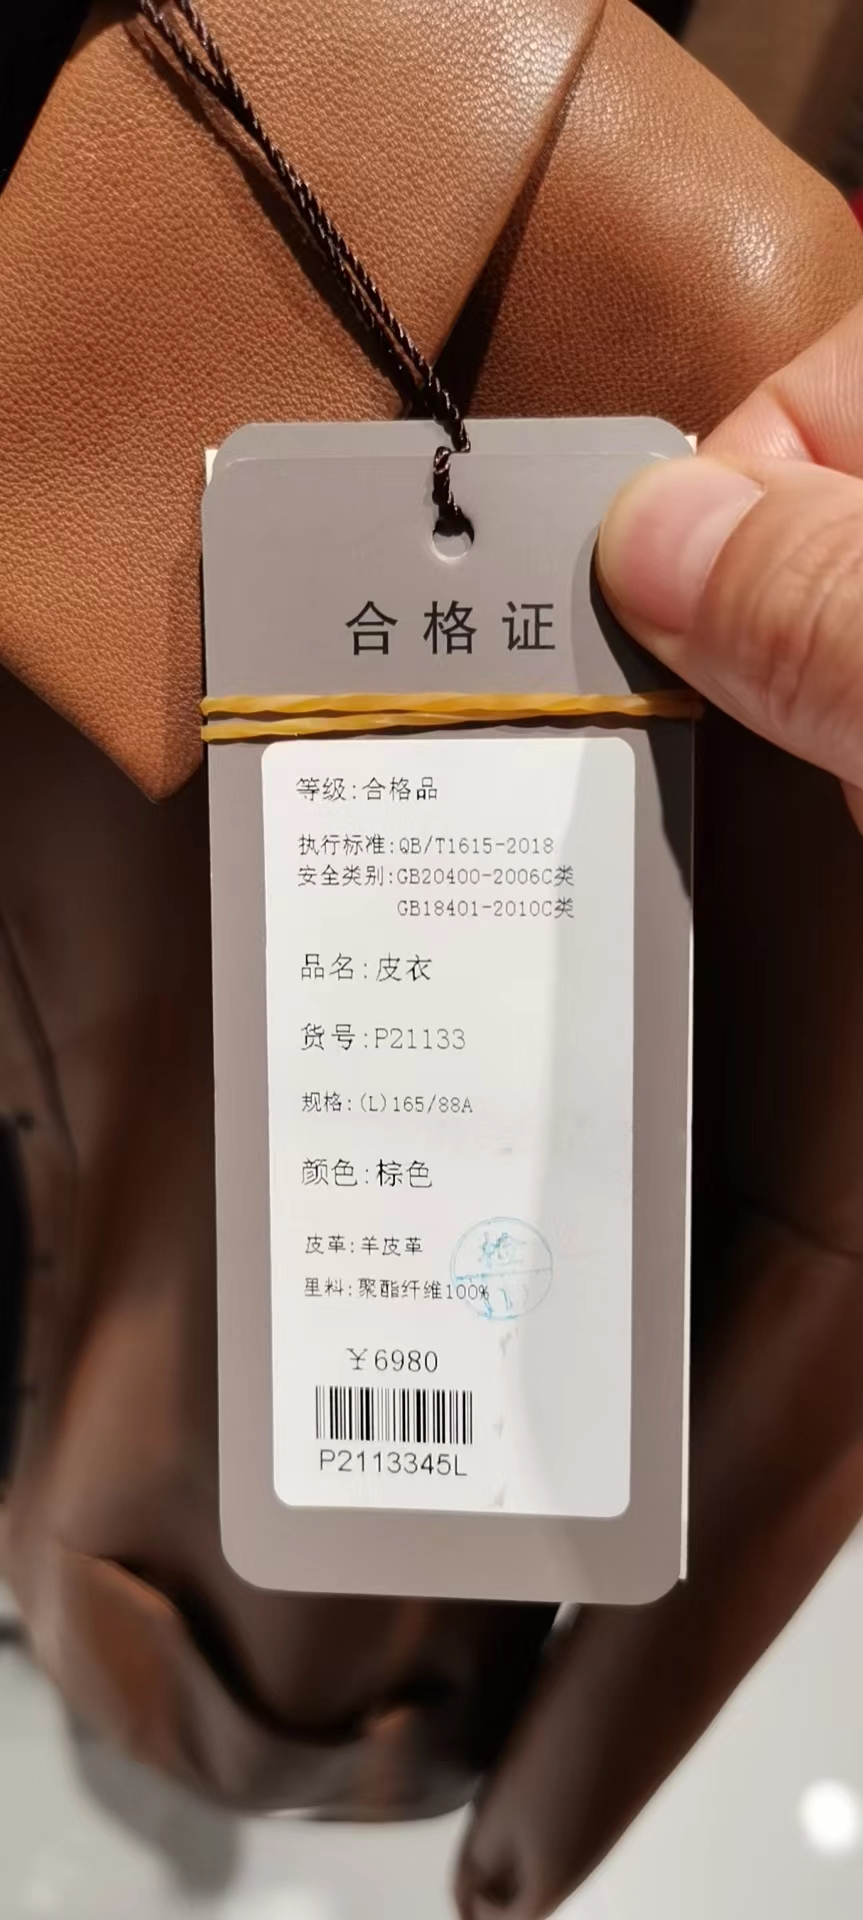 合格证
等级:合格品
执行标准:QB/T1615-2018
安全类别:GB20400-2006C类
GB18401-2010C类
品名:皮衣
货号:P21133
规格:(L)165/88A
颜色:棕色
皮革:羊皮革
里料:聚酯纤维100%
检
¥6980
P2113345L